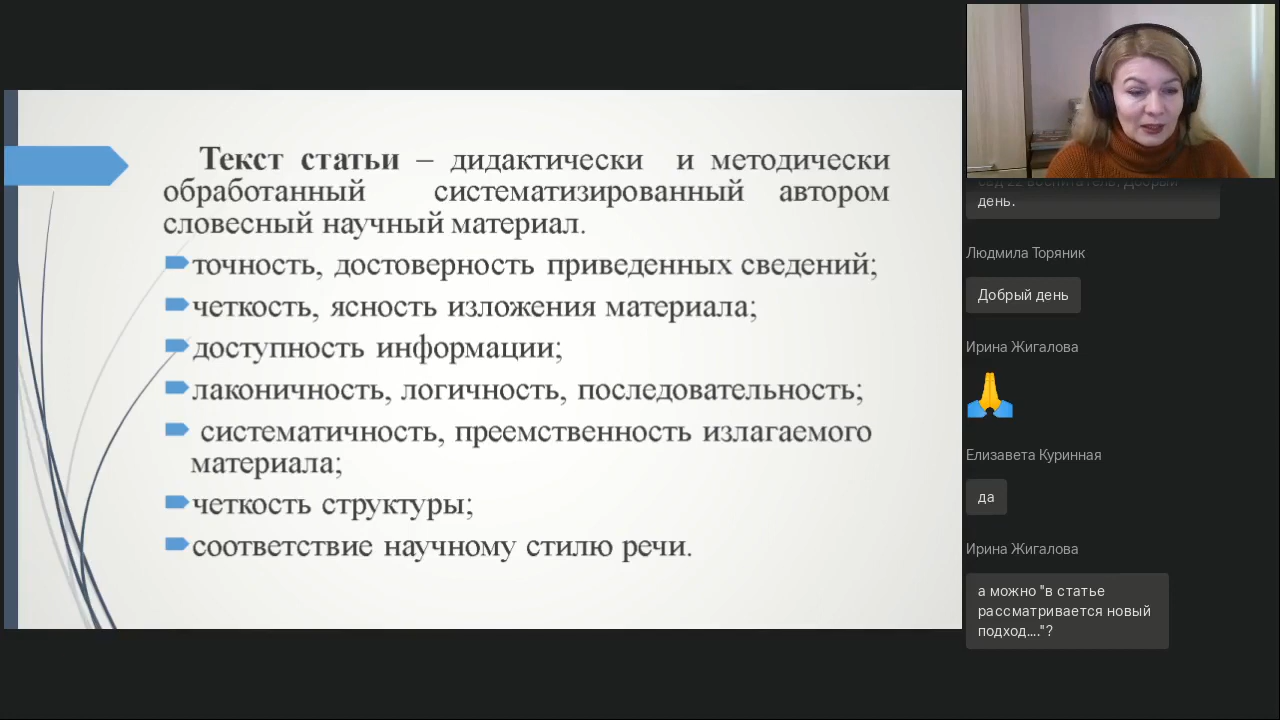 Текст статьи – дидактически и методически
обработанный систематизированный автором
словесный научный материал.
точность, достоверность приведенных сведений;
четкость, ясность изложения материала;
доступность информации;
лаконичность, логичность, последовательность;
систематичность, преемственность излагаемого
материала;
четкость структуры;
соответствие научному стилю речи.
день.
Людмила Торяник
Добрый день
Ирина Жигалова
Елизавета Куринная
да
Ирина Жигалова
а можно "в статье
рассматривается новый
подход...."?